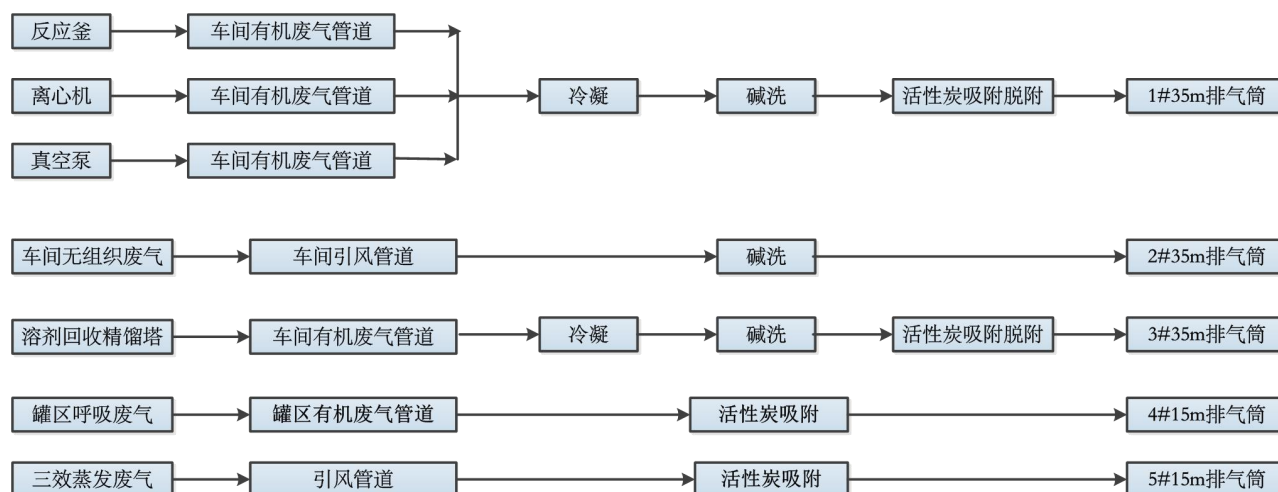 反应釜
车间有机废气管道
离心机
车间有机废气管道
冷凝
碱洗
活性炭吸附脱附
1#35m排气筒
真空泵
车间有机废气管道
车间无组织废气
车间引风管道
碱洗
2#35m排气筒
溶剂回收精馏塔
车间有机废气管道
冷凝
碱洗
活性炭吸附脱附
3#35m排气筒
罐区呼吸废气
罐区有机废气管道
活性炭吸附
4#15m排气筒
三效蒸发废气
引风管道
活性炭吸附
5#15m排气筒